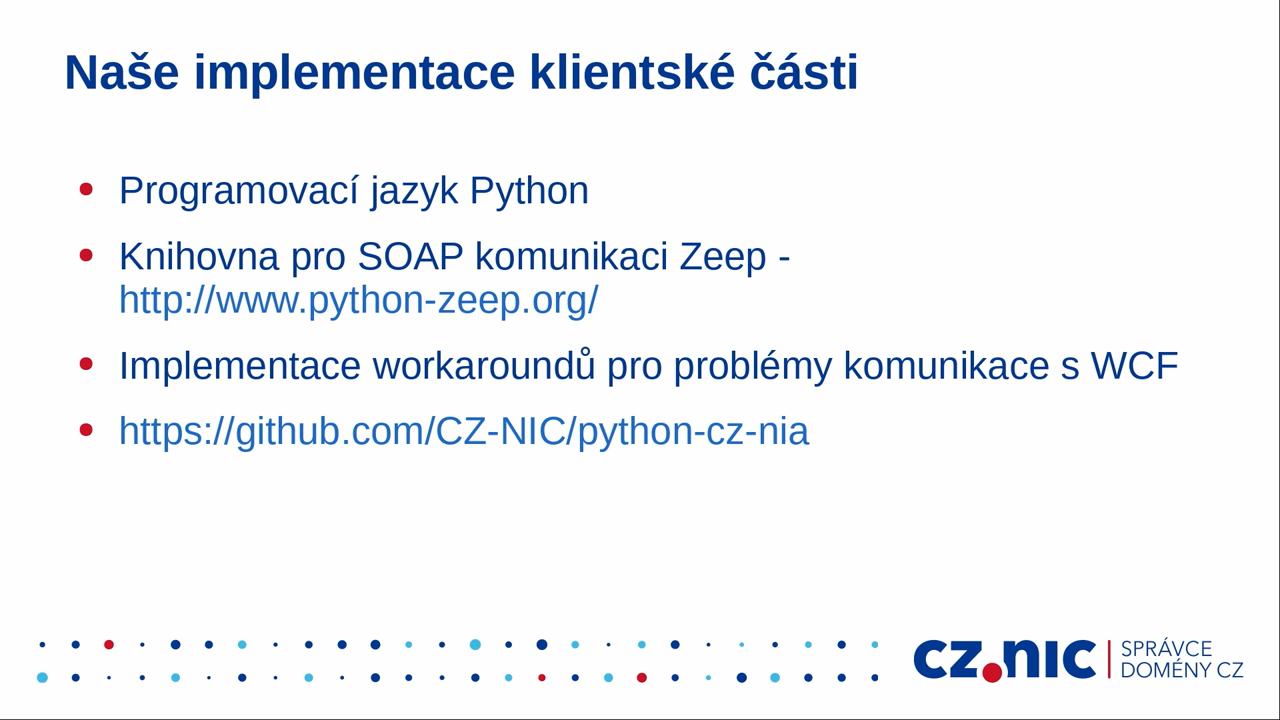 Naše implementace klientské části
Programovací jazyk Python
Knihovna pro SOAP komunikaci Zeep -
http://www.python-zeep.org/
Implementace workaroundů pro problémy komunikace s WCF
https://github.com/CZ-NIC/python-cz-nia
CZ.NIC
SPRÁVCE
DOMÉNY CZ